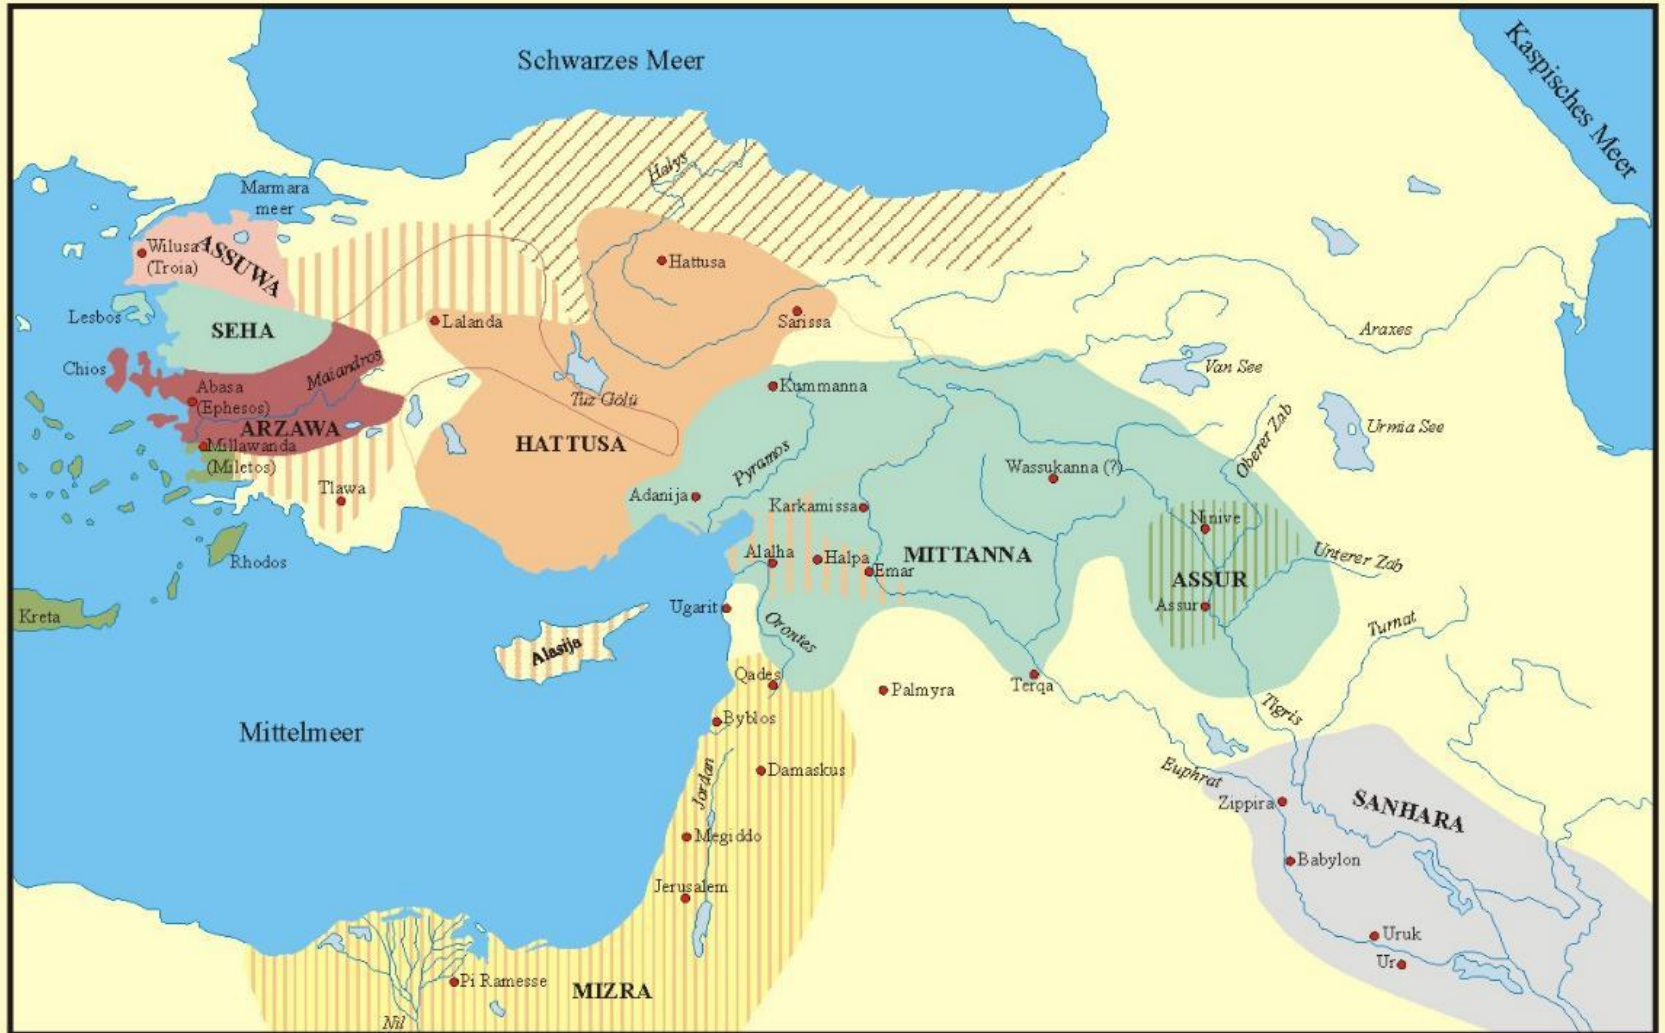 Schwarzes Meer
Kaspisches Meer
Halys
Marmara
meer
Wilusa
(Troia)
ASSUWA
Hattusa
Lesbos
SEHA
Lalanda
Sarissa
Araxes
Chios
Maiandros
Van See
Abasa
(Ephesos)
Kummanna
Tuz Gölü
ARZAWA
HATTUSA
Urmia See
Oberer Zab
Millawanda
(Miletos)
Pyramos
Wassukanna (?)
Tlawa
Adanija
Karkamissa
Ninive
Rhodos
Alalha
Halpa
Emar
MITTANNA
Unterer Zab
ASSUR
Assur
Kreta
Ugarit
Orontes
Turnat
Alasija
Qades
Palmyra
Terqa
Tigris
Byblos
Mittelmeer
Damaskus
Jordan
Euphrat
Zippira
SANHARA
Megiddo
Babylon
Jerusalem
Uruk
Ur
Pi Ramesse
MIZRA
Nil